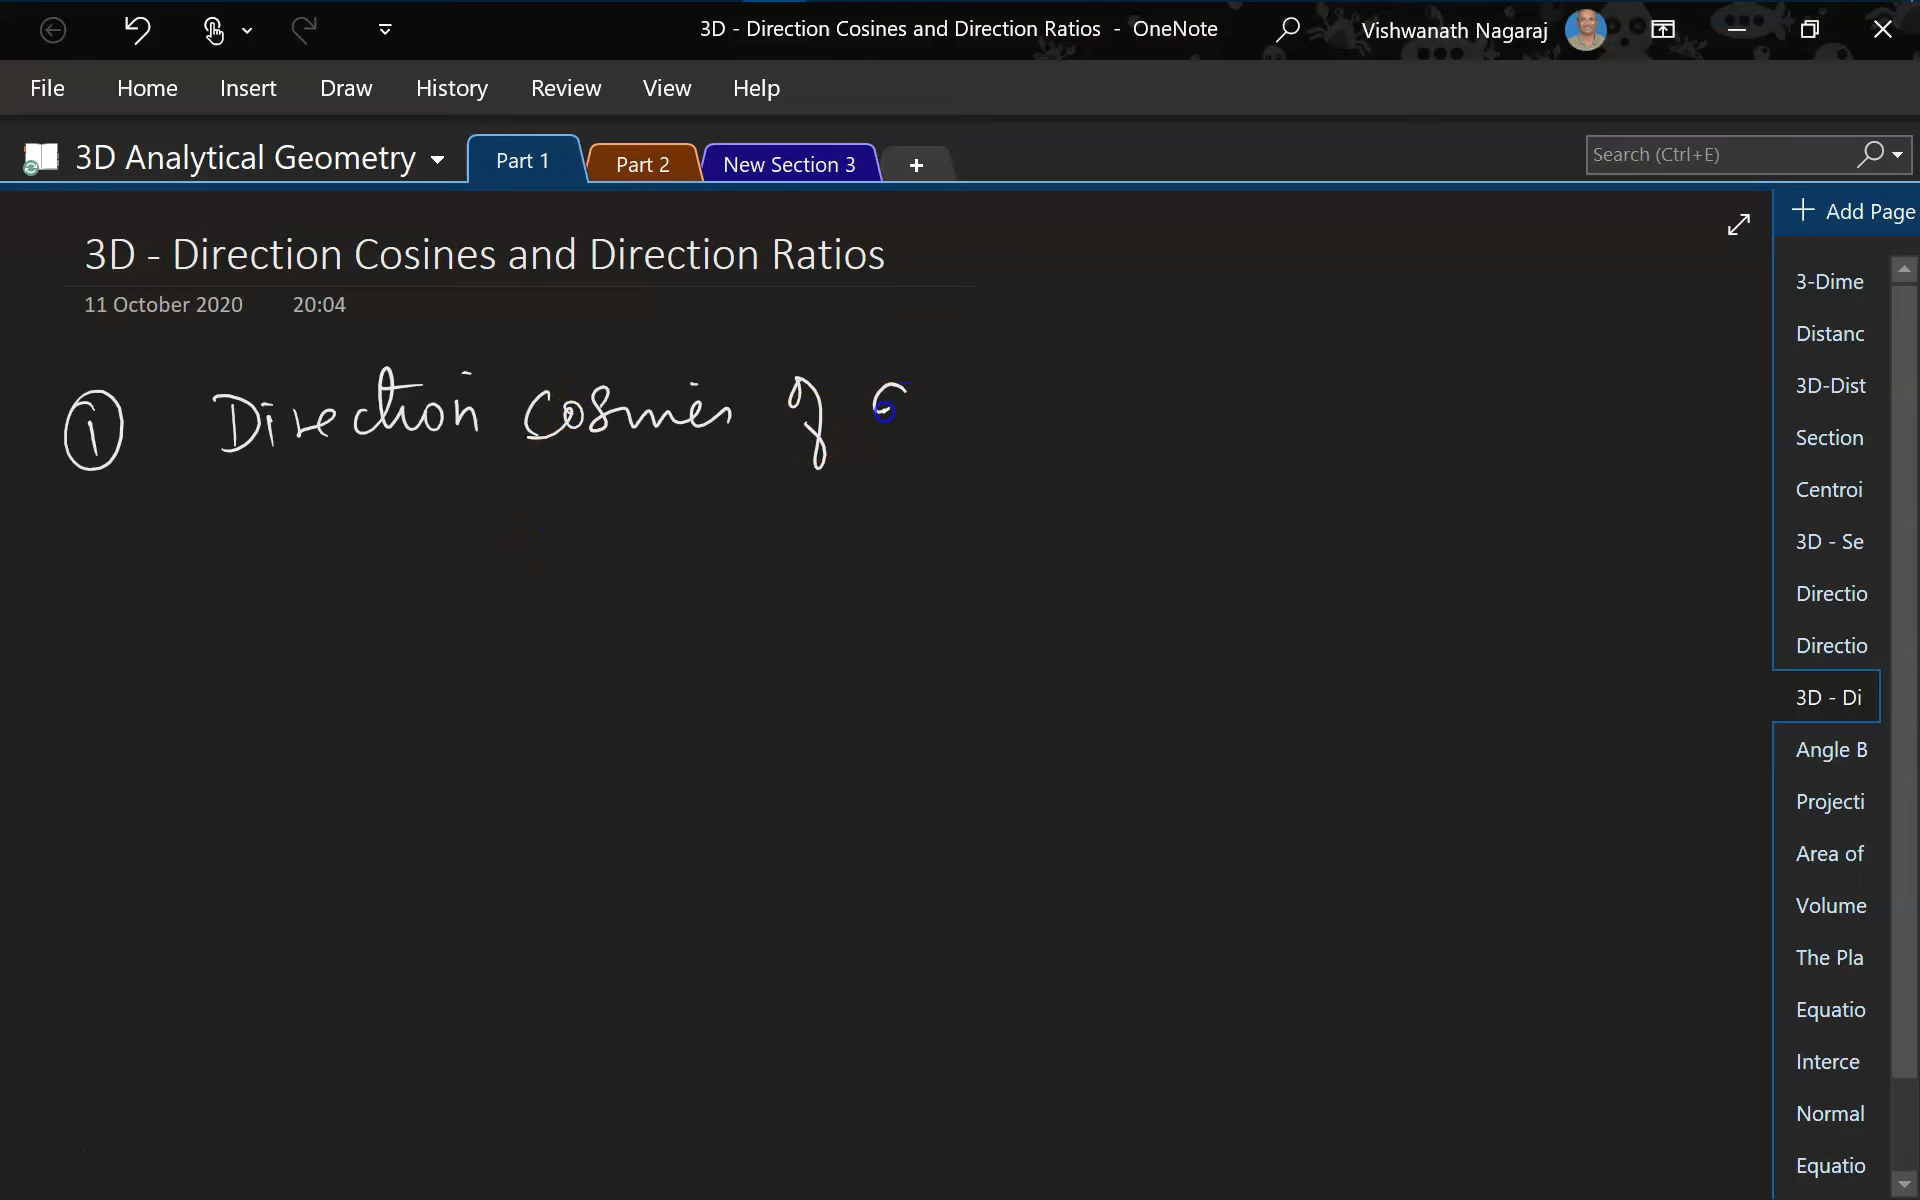 3D - Direction Cosines and Direction Ratios - OneNote
Vishwanath Nagaraj
File Home Insert Draw History Review View Help
3D Analytical Geometry
Part 1
Part 2
New Section 3
+
Search (Ctrl+E)
+ Add Page
3D - Direction Cosines and Direction Ratios
11 October 2020 20:04
① Direction Cosines of
3-Dime
Distanc
3D-Dist
Section
Centroi
3D - Se
Directio
Directio
3D - Di
Angle B
Projecti
Area of
Volume
The Pla
Equatio
Interce
Normal
Equatio